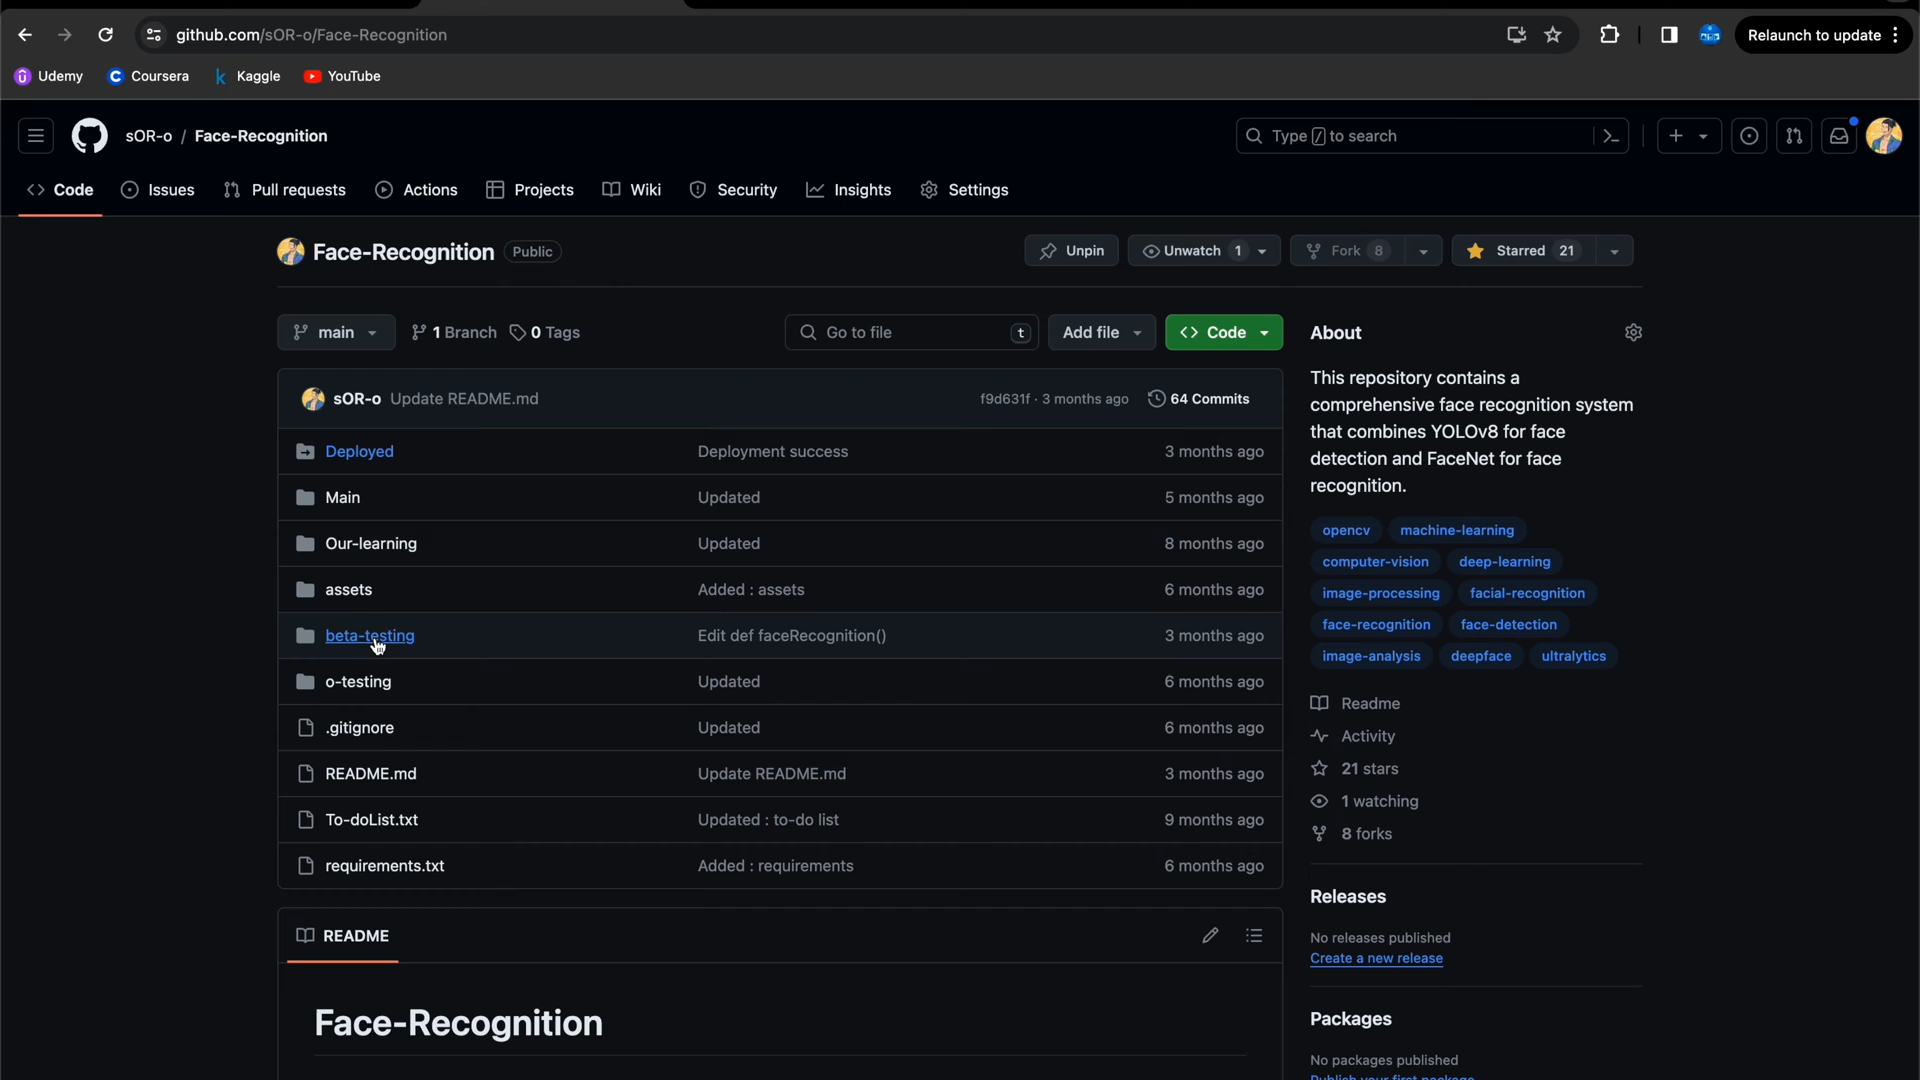 github.com/sOR-o/Face-Recognition
Relaunch to update
Udemy Coursera Kaggle YouTube
sOR-o / Face-Recognition
Type / to search
Code Issues Pull requests Actions Projects Wiki Security Insights Settings
Face-Recognition Public
Unpin Unwatch 1 Fork 8 Starred 21
main 1 Branch 0 Tags
Go to file t Add file Code
sOR-o Update README.md f9d631f · 3 months ago 64 Commits
Deployed Deployment success 3 months ago
Main Updated 5 months ago
Our-learning Updated 8 months ago
assets Added : assets 6 months ago
beta-testing Edit def faceRecognition() 3 months ago
o-testing Updated 6 months ago
.gitignore Updated 6 months ago
README.md Update README.md 3 months ago
To-doList.txt Updated : to-do list 9 months ago
requirements.txt Added : requirements 6 months ago
README
Face-Recognition
About
This repository contains a
comprehensive face recognition system
that combines YOLOv8 for face
detection and FaceNet for face
recognition.
opencv machine-learning
computer-vision deep-learning
image-processing facial-recognition
face-recognition face-detection
image-analysis deepface ultralytics
Readme
Activity
21 stars
1 watching
8 forks
Releases
No releases published
Create a new release
Packages
No packages published
Publish your first package